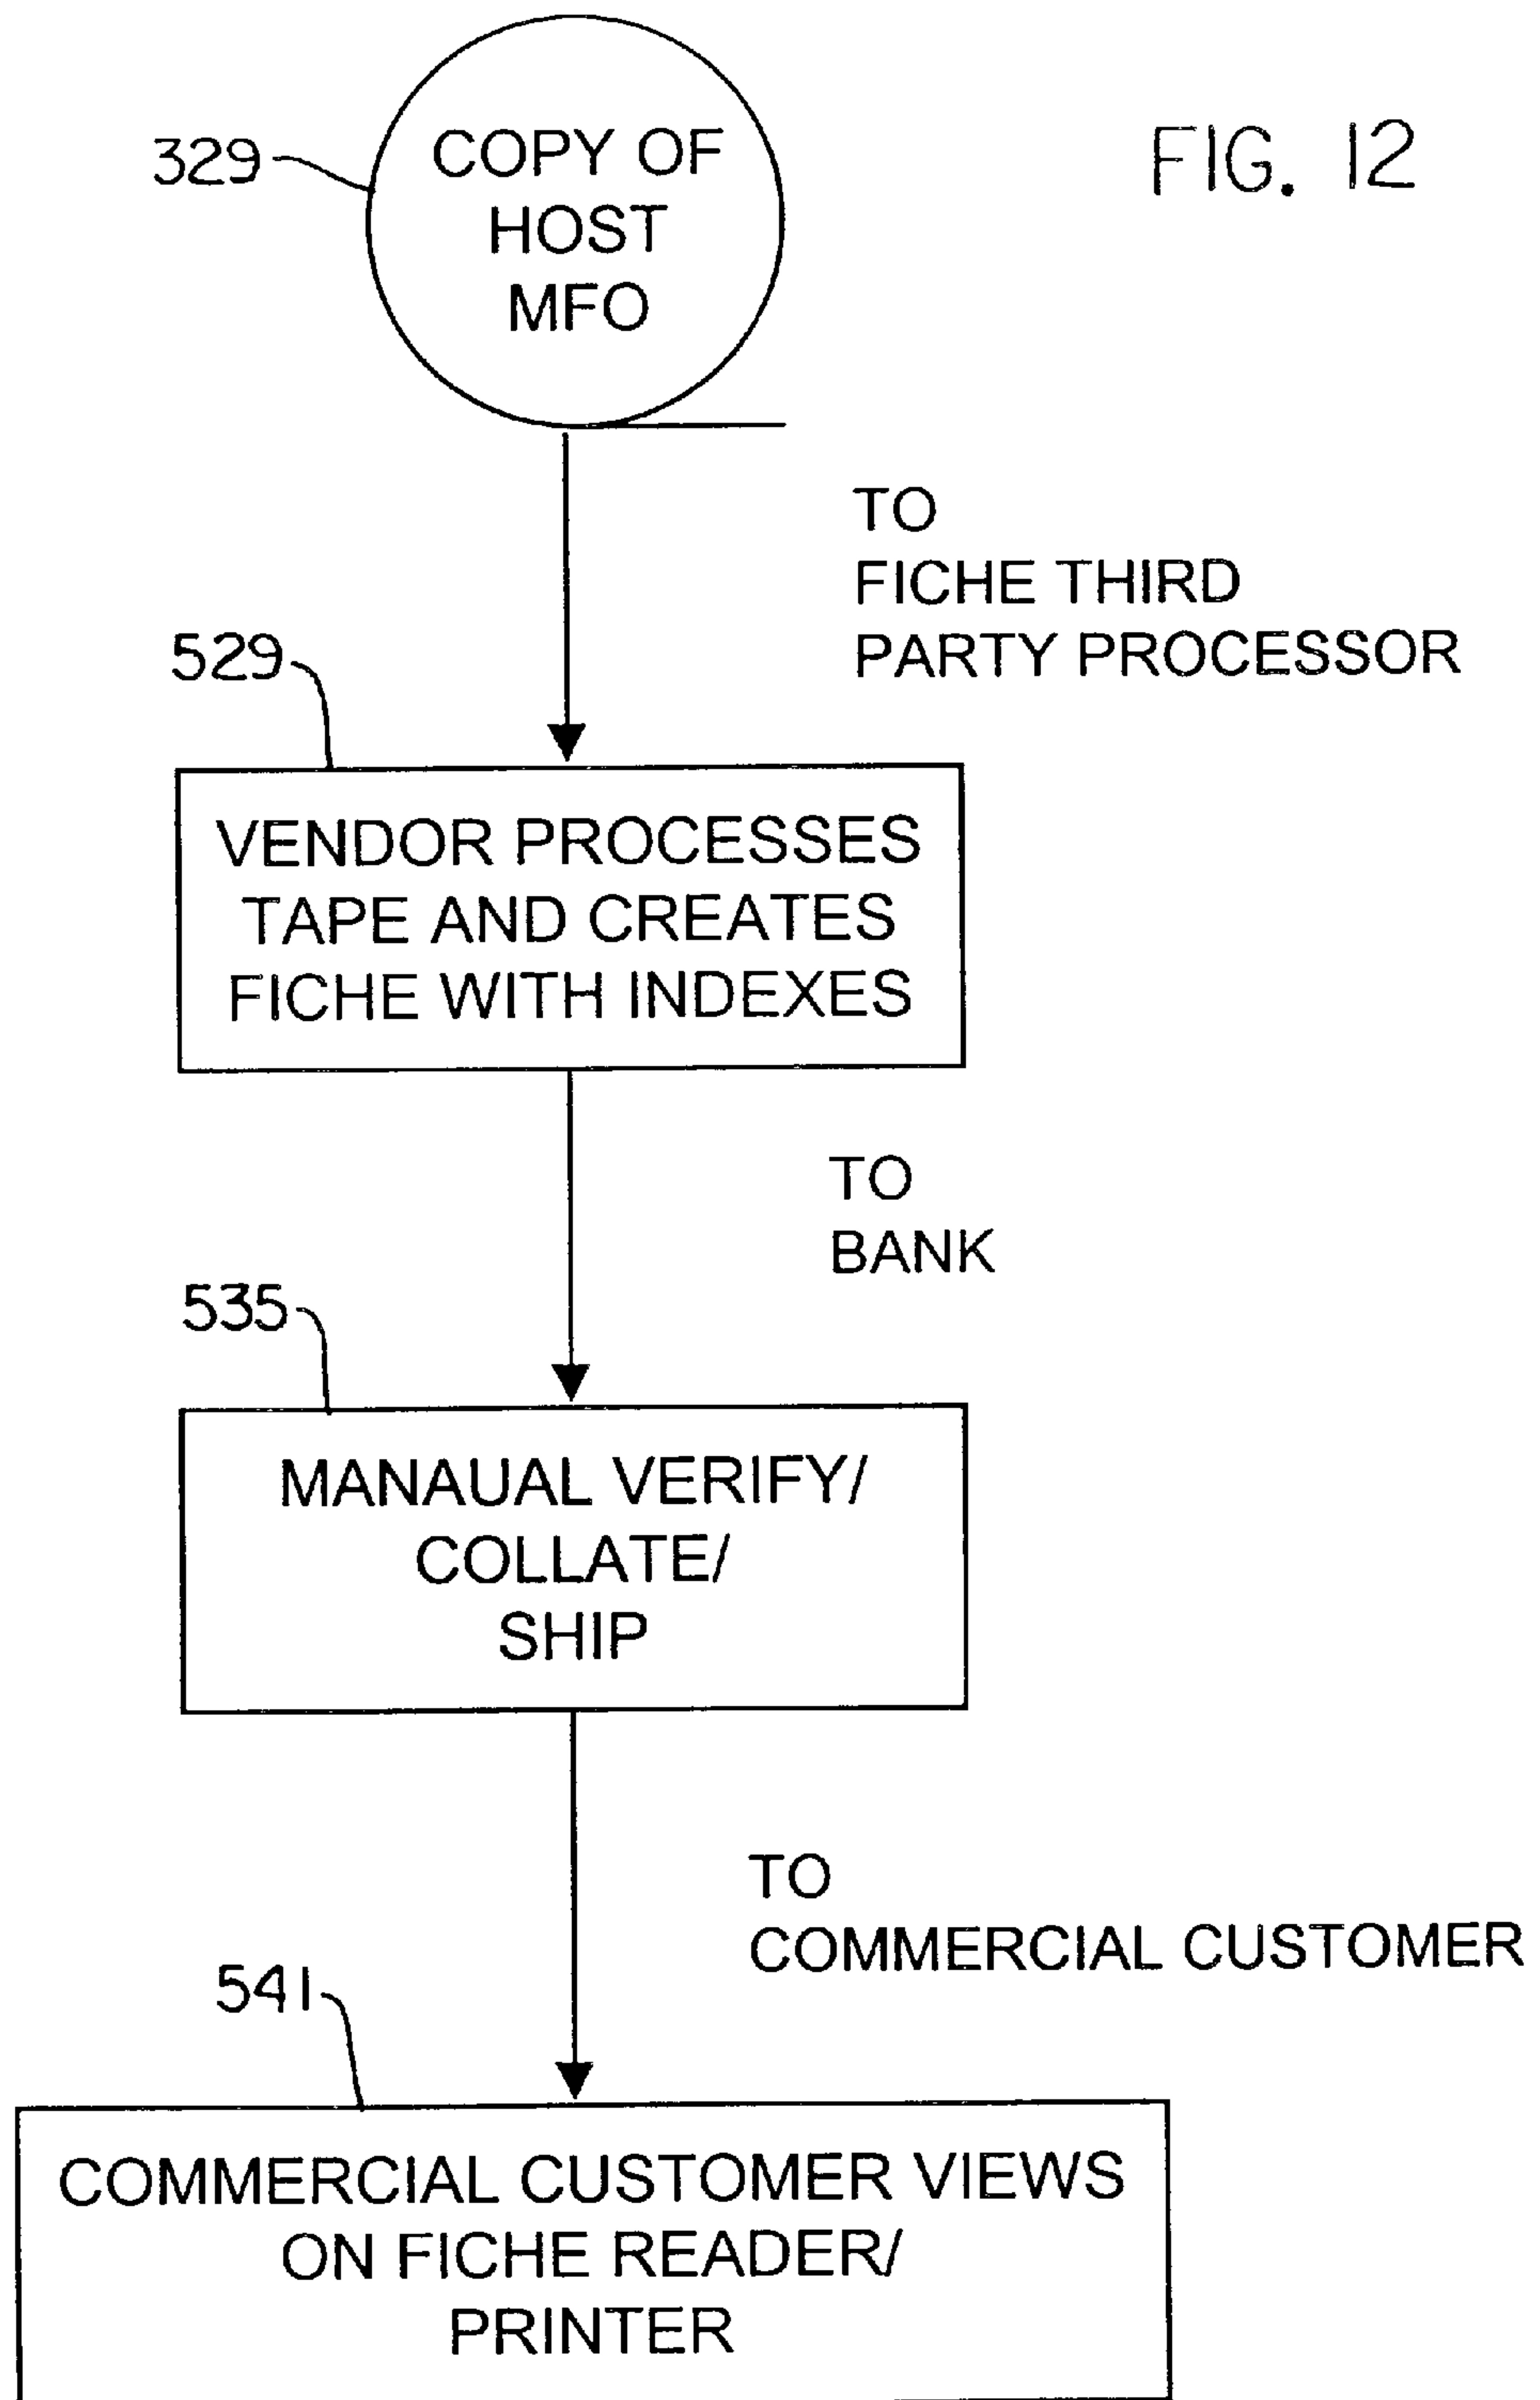 FIG. 12
329
COPY OF
HOST
MFO
TO
FICHE THIRD
PARTY PROCESSOR
529
VENDOR PROCESSES
TAPE AND CREATES
FICHE WITH INDEXES
TO
BANK
535
MANAUAL VERIFY/
COLLATE/
SHIP
TO
COMMERCIAL CUSTOMER
541
COMMERCIAL CUSTOMER VIEWS
ON FICHE READER/
PRINTER